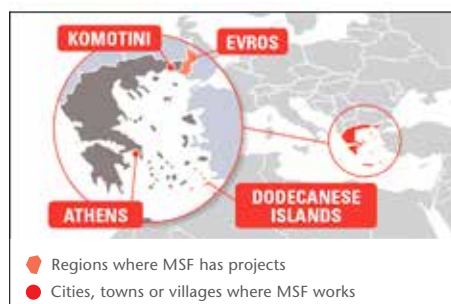 KOMOTINI
EVROS
ATHENS
DODECANESE
ISLANDS
Regions where MSF has projects
Cities, towns or villages where MSF works